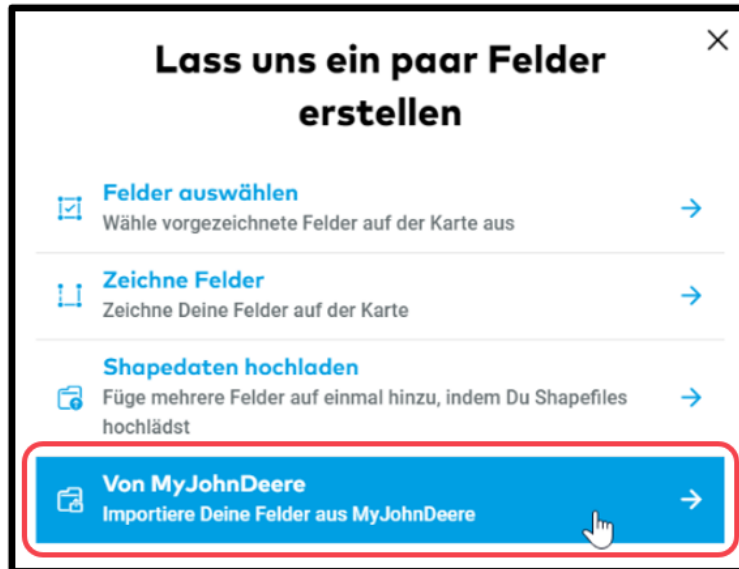 Lass uns ein paar Felder
erstellen
Felder auswählen
Wähle vorgezeichnete Felder auf der Karte aus
Zeichne Felder
Zeichne Deine Felder auf der Karte
Shapedaten hochladen
Füge mehrere Felder auf einmal hinzu, indem Du Shapefiles
hochlädst
Von MyJohnDeere
Importiere Deine Felder aus MyJohnDeere